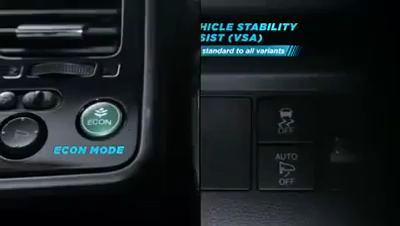 HICLE STABILITY
SIST (VSA)
standard to all variants
ECON
ECON MODE
OFF
AUTO
OFF